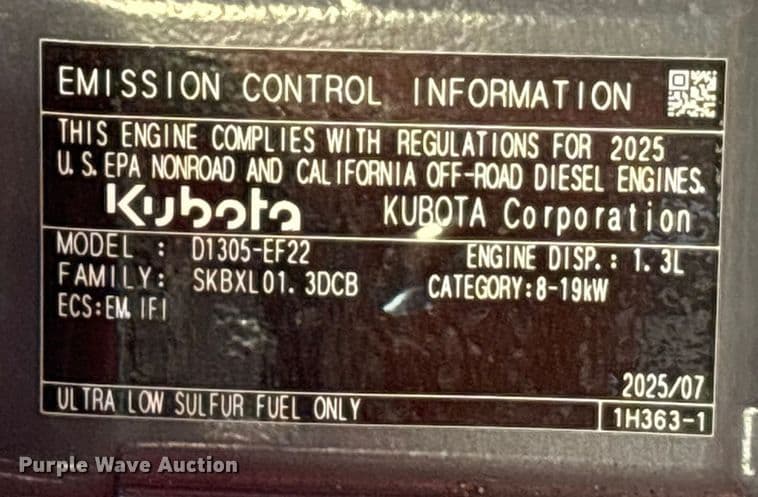 EMISSION CONTROL INFORMATION
THIS ENGINE COMPLIES WITH REGULATIONS FOR 2025
U.S. EPA NONROAD AND CALIFORNIA OFF-ROAD DIESEL ENGINES.
Kubota KUBOTA Corporation
MODEL : D1305-EF22 ENGINE DISP.: 1.3L
FAMILY: SKBXL01.3DCB CATEGORY:8-19kW
ECS:EM, IFI
2025/07
ULTRA LOW SULFUR FUEL ONLY 1H363-1
Purple Wave Auction